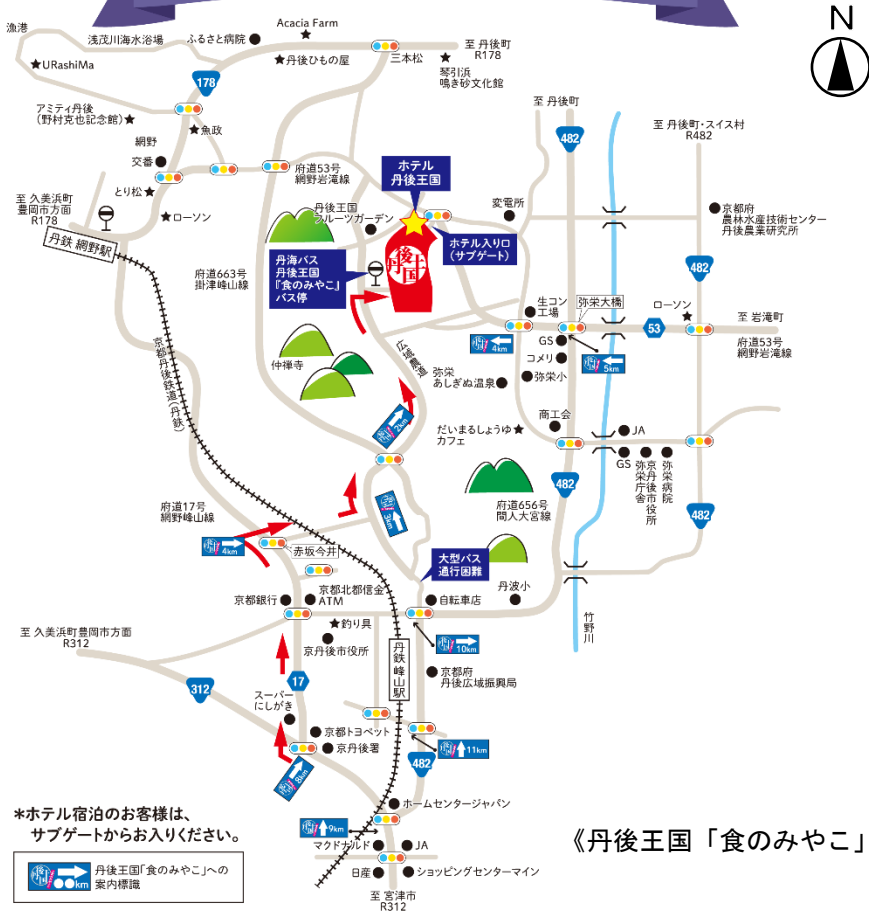 Acacia Farm
漁港
浅茂川海水浴場
ふるさと病院
三本松
至 丹後町
R178
N
★URashiMa
★丹後ひもの屋
琴引浜
鳴き砂文化館
178
アミティ丹後
(野村克也記念館)★
★魚政
至 丹後町
482
至 丹後町・スイス村
R482
網野
交番
とり松★
府道53号
網野岩滝線
ホテル
丹後王国
変電所
京都府
農林水産技術センター
丹後農業研究所
至 久美浜町
豊岡市方面
R178
★ローソン
丹後王国
フルーツガーデン
丹鉄 網野駅
ホテル入り口
(サブゲート)
丹後王国
丹海バス
丹後王国
『食のみやこ』
バス停
482
府道663号
掛津峰山線
広域農道
生コン
工場
弥栄大橋
ローソン
★
53
至 岩滝町
府道53号
網野岩滝線
4km
GS
コメリ
弥栄小
5km
京都丹後鉄道(丹鉄)
仲禅寺
弥栄
あしぎぬ温泉
2km
だいまるしょうゆ★
カフェ
商工会
JA
GS
弥栄庁舎
京丹後市役所
弥栄病院
482
482
府道656号
間人大宮線
3km
府道17号
網野峰山線
4km
赤坂今井
大型バス
通行困難
丹波小
京都銀行
京都北都信金
ATM
自転車店
竹野川
至 久美浜町豊岡市方面
R312
★釣り具
京丹後市役所
丹鉄峰山駅
10km
京都府
丹後広域振興局
17
312
スーパー
にしがき
京都トヨペット
京丹後署
11km
482
8km
ホームセンタージャパン
9km
マクドナルド
JA
日産
ショッピングセンターマイン
至 宮津市
R312
*ホテル宿泊のお客様は、
サブゲートからお入りください。
●●km
丹後王国「食のみやこ」への
案内標識
《丹後王国「食のみやこ」